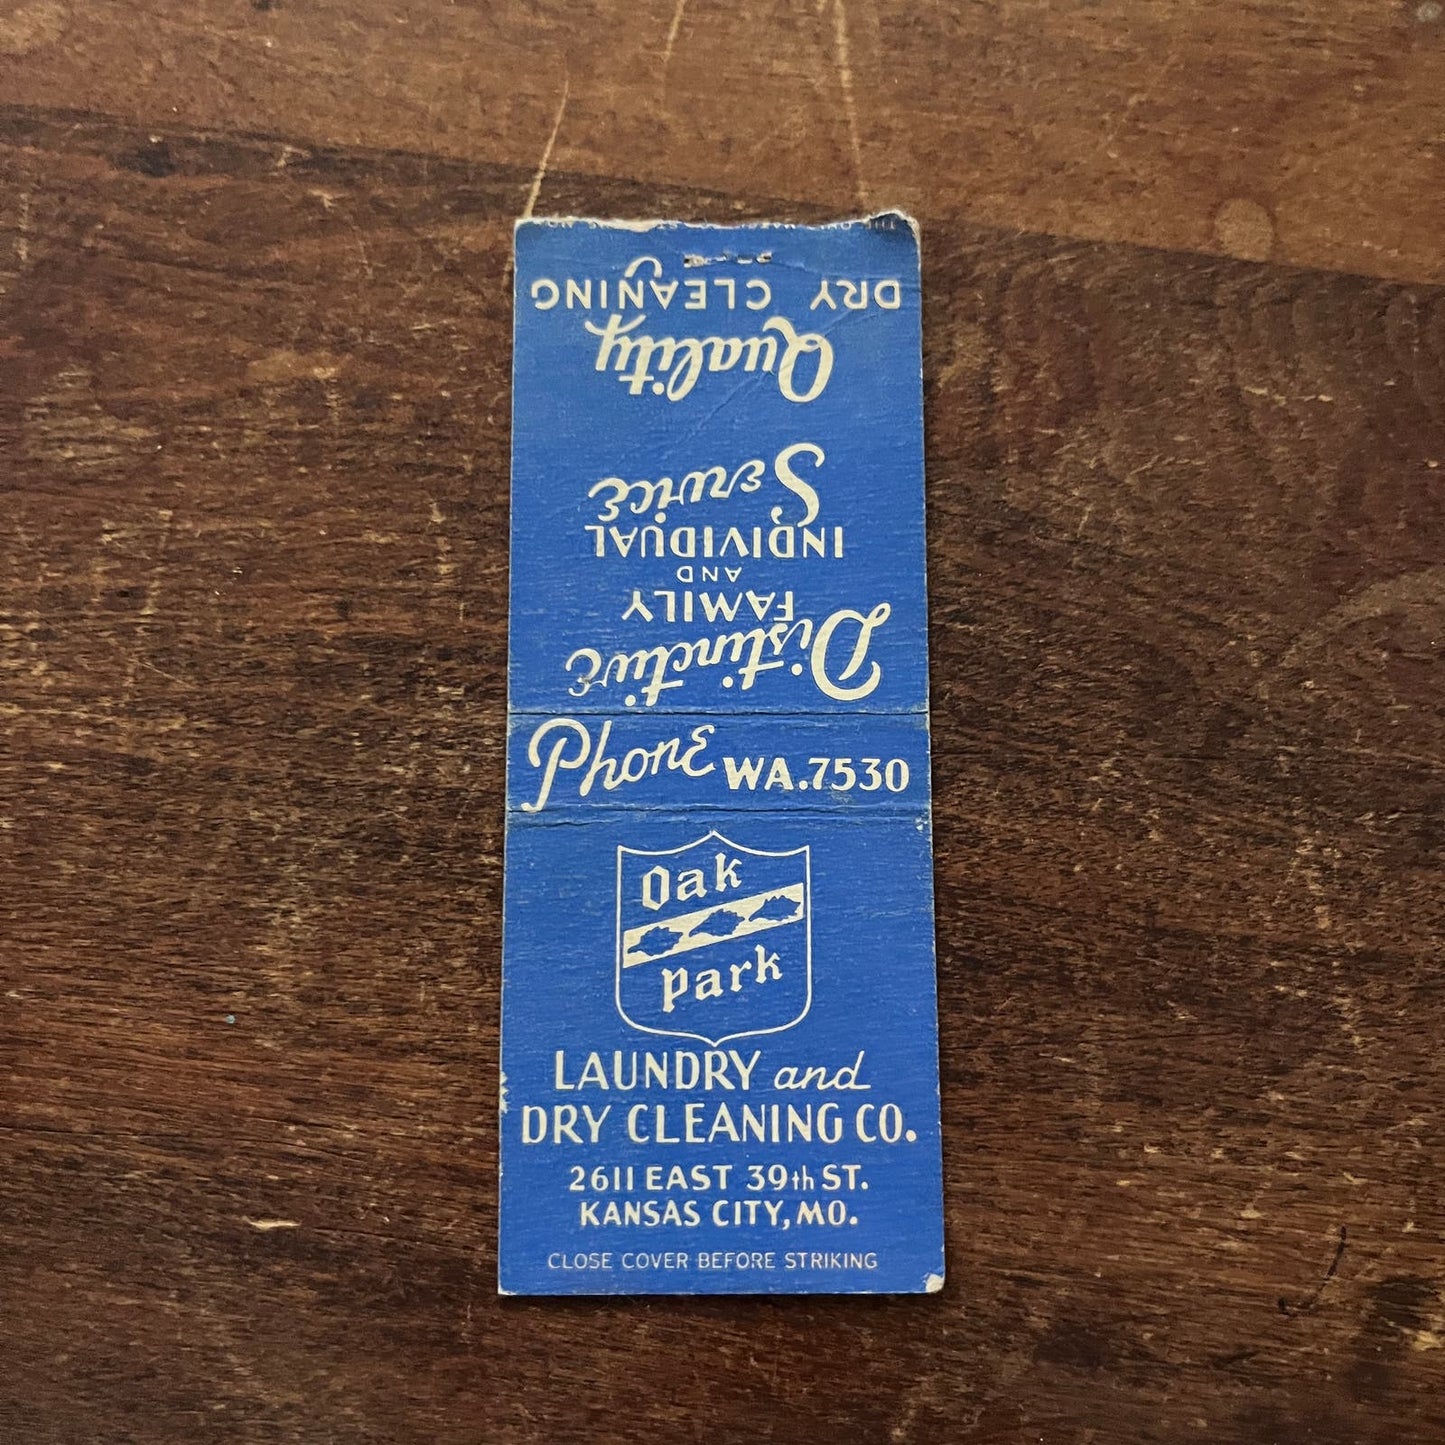 Oak
Park
LAUNDRY and
DRY CLEANING CO.
2611 EAST 39th ST.
KANSAS CITY, MO.
CLOSE COVER BEFORE STRIKING
Phone WA.7530
Distinctive
FAMILY
AND
INDIVIDUAL
Service
Quality
DRY CLEANING